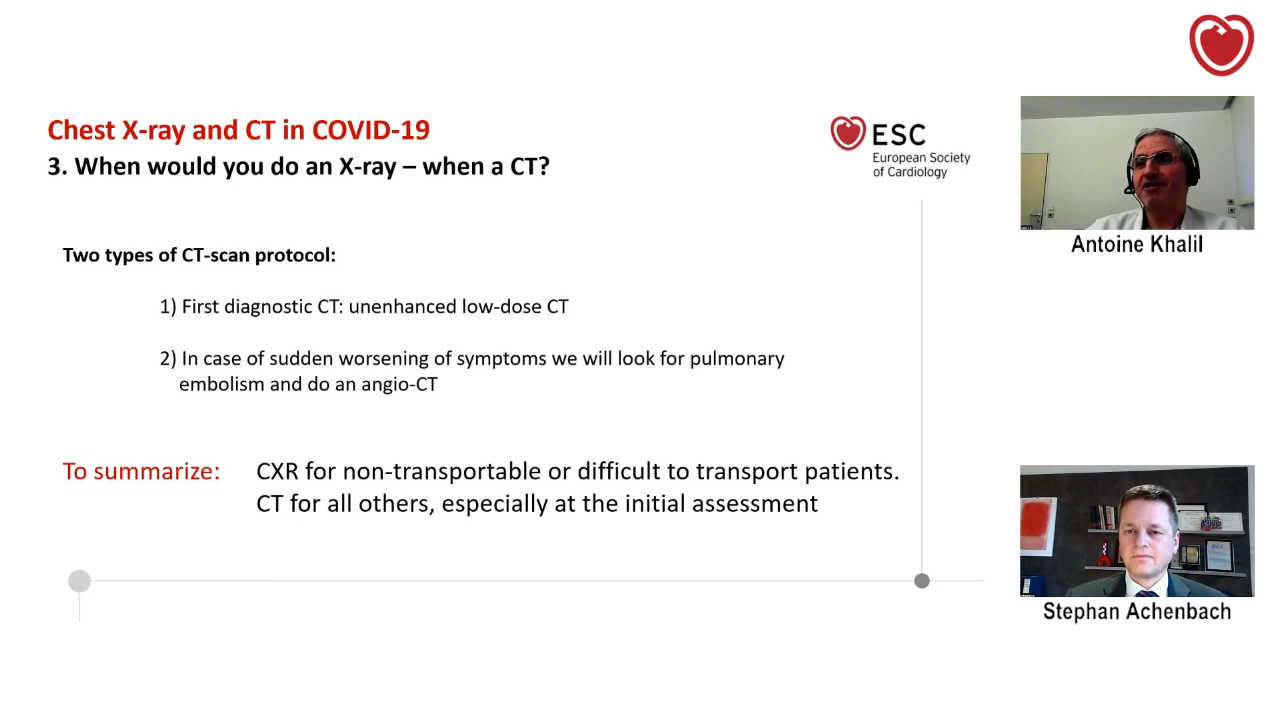 Chest X-ray and CT in COVID-19
3. When would you do an X-ray – when a CT?
ESC
European Society
of Cardiology
Two types of CT-scan protocol:
1) First diagnostic CT: unenhanced low-dose CT
2) In case of sudden worsening of symptoms we will look for pulmonary
embolism and do an angio-CT
To summarize: CXR for non-transportable or difficult to transport patients.
CT for all others, especially at the initial assessment
Antoine Khalil
Stephan Achenbach